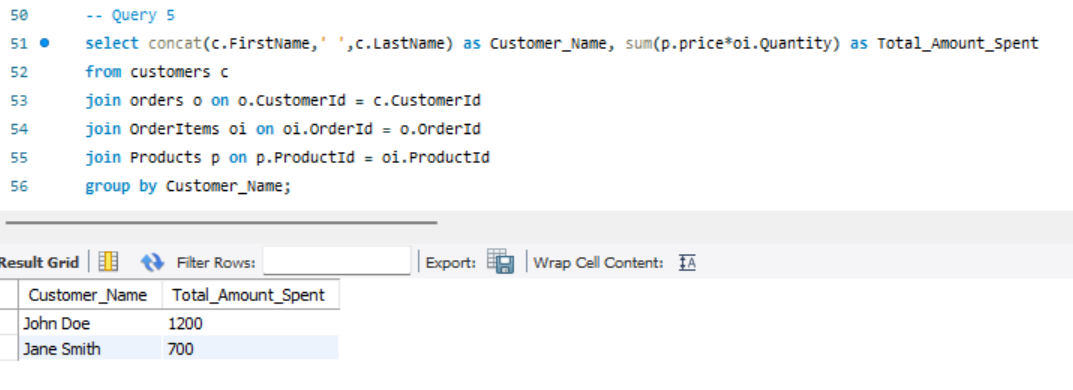 50 -- Query 5
51 select concat(c.FirstName,' ',c.LastName) as Customer_Name, sum(p.price*oi.Quantity) as Total_Amount_Spent
52 from customers c
53 join orders o on o.CustomerId = c.CustomerId
54 join OrderItems oi on oi.OrderId = o.OrderId
55 join Products p on p.ProductId = oi.ProductId
56 group by Customer_Name;
Result Grid Filter Rows: Export: Wrap Cell Content: IA
Customer_Name Total_Amount_Spent
John Doe 1200
Jane Smith 700